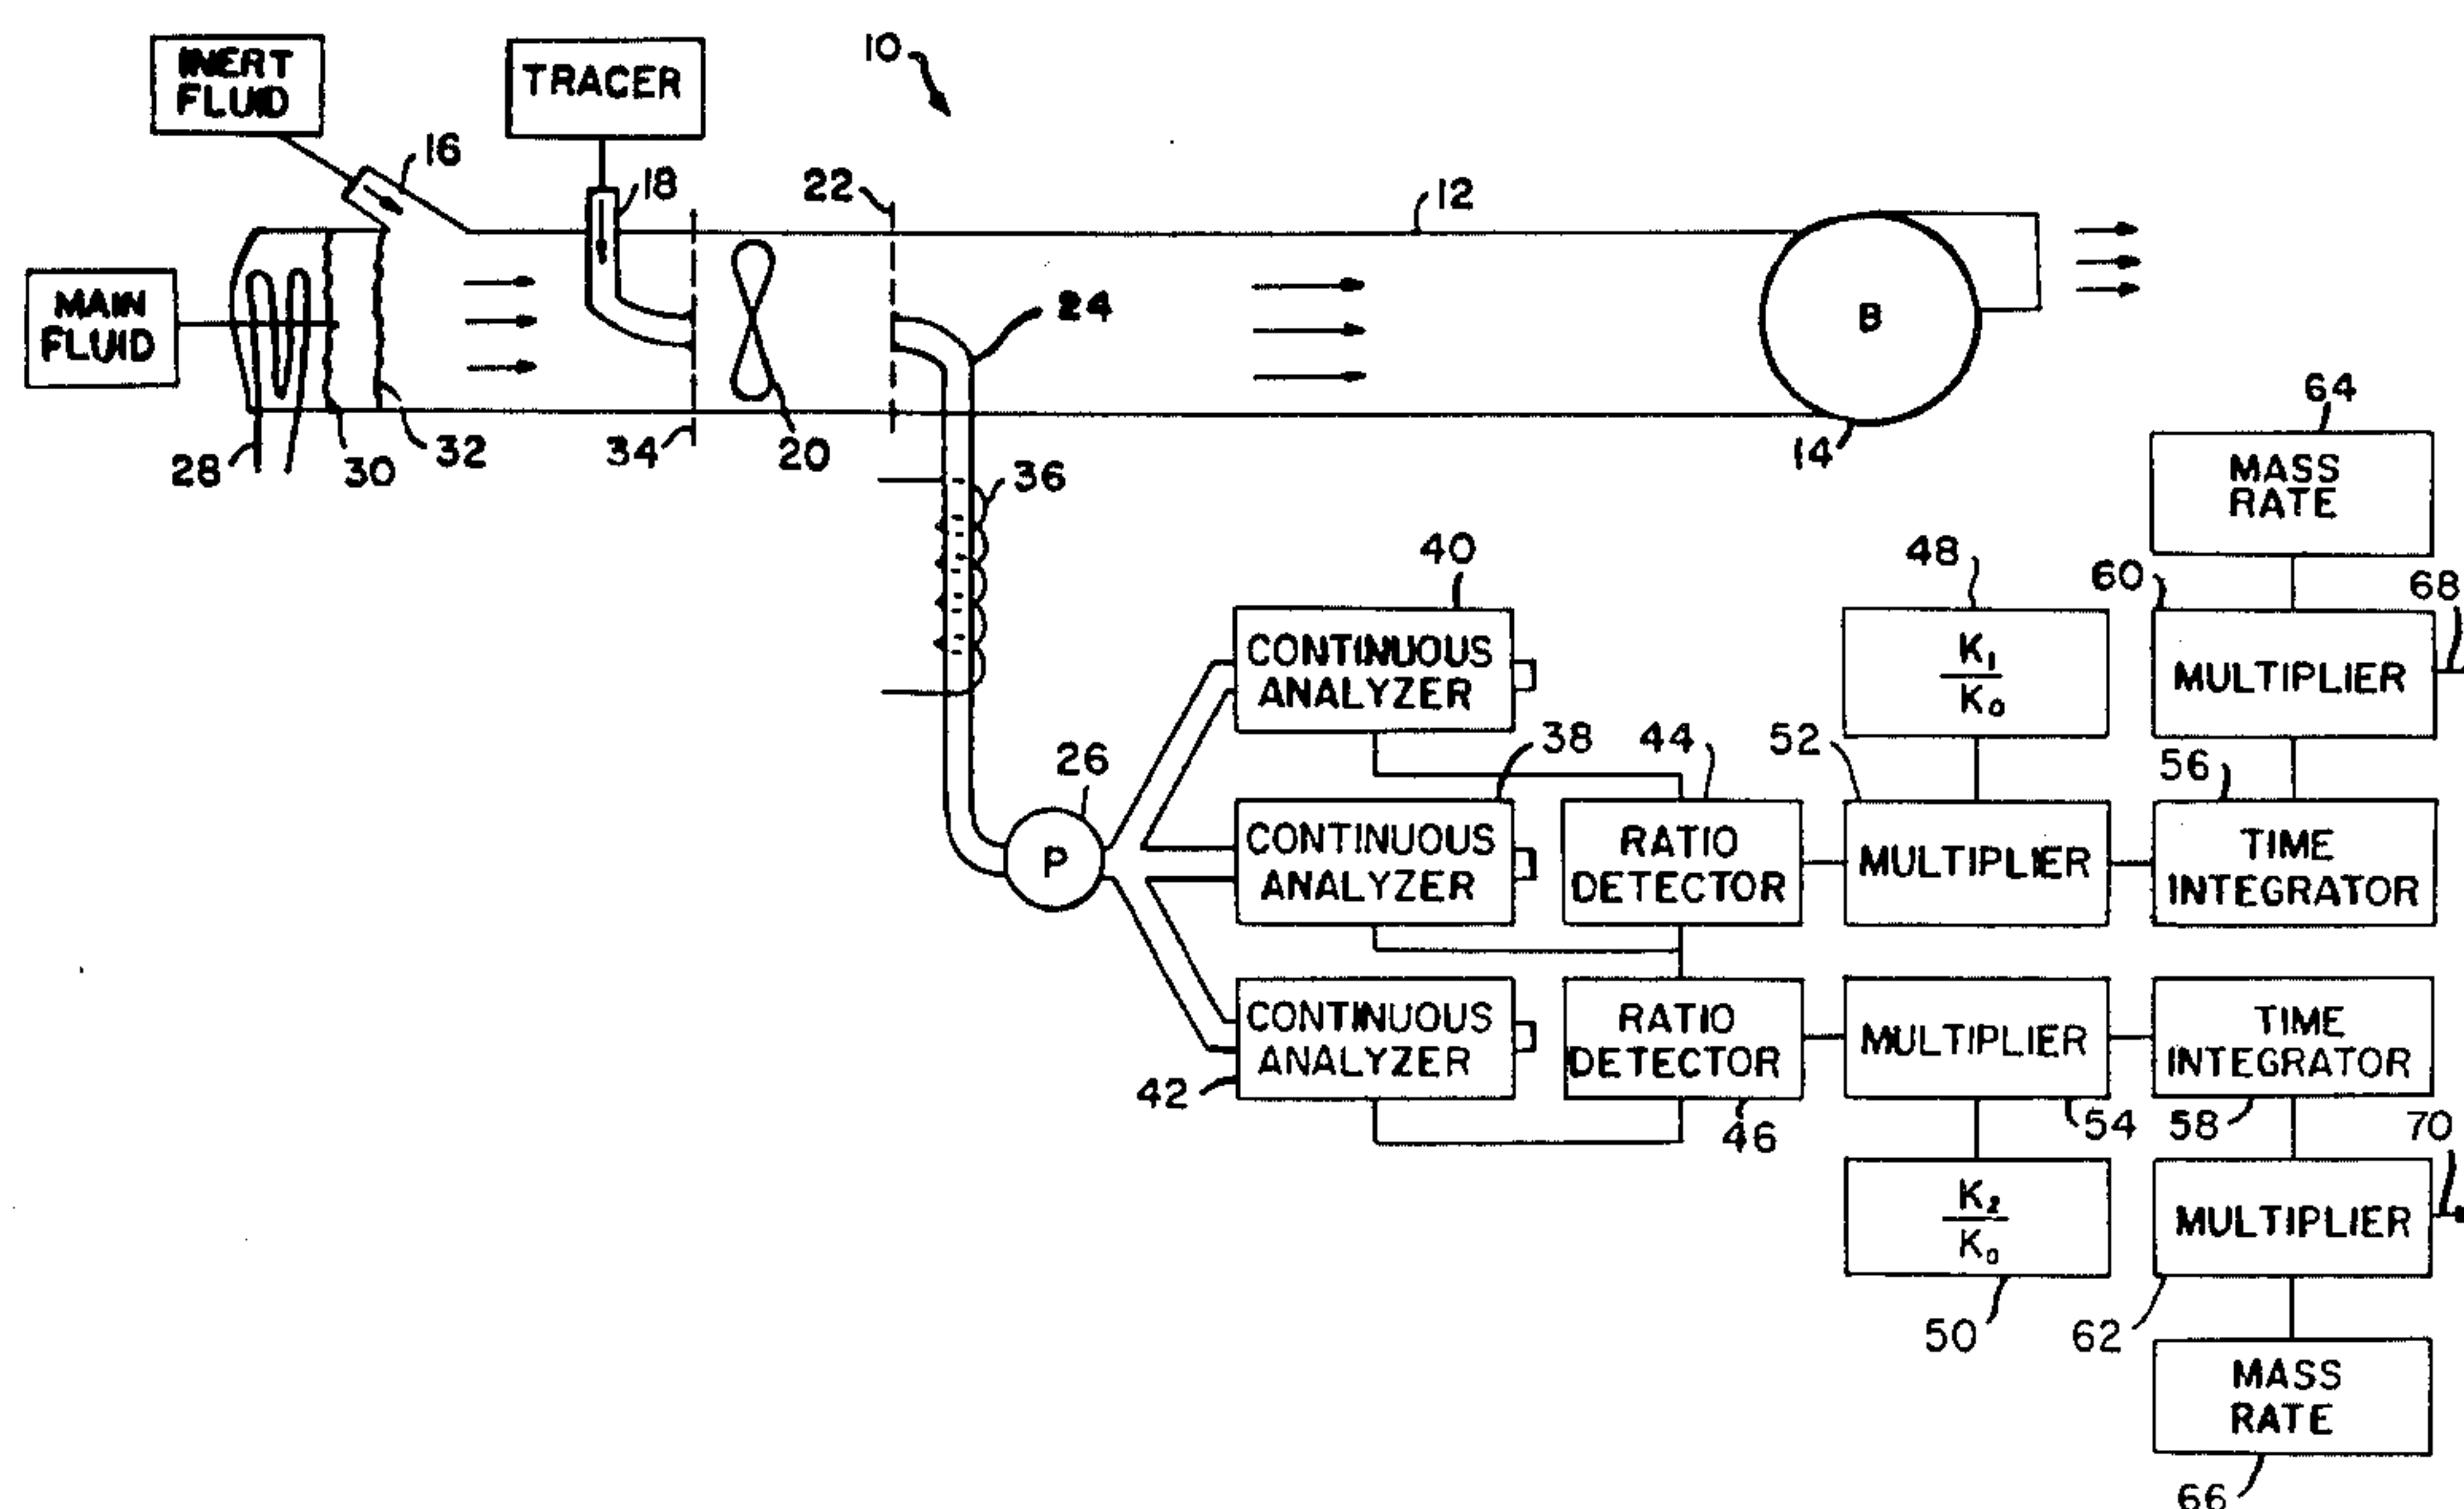 INERT
FLUID
TRACER
10
16
18
22
12
MAIN
FLUID
24
B
28
30
32
34
20
14
36
64
MASS
RATE
40
48
60
68
CONTINUOUS
ANALYZER
K₁
K₀
MULTIPLIER
26
38
44
52
56
P
CONTINUOUS
ANALYZER
RATIO
DETECTOR
MULTIPLIER
TIME
INTEGRATOR
CONTINUOUS
ANALYZER
RATIO
DETECTOR
MULTIPLIER
TIME
INTEGRATOR
42
46
54
58
70
K₂
K₀
MULTIPLIER
50
62
MASS
RATE
66